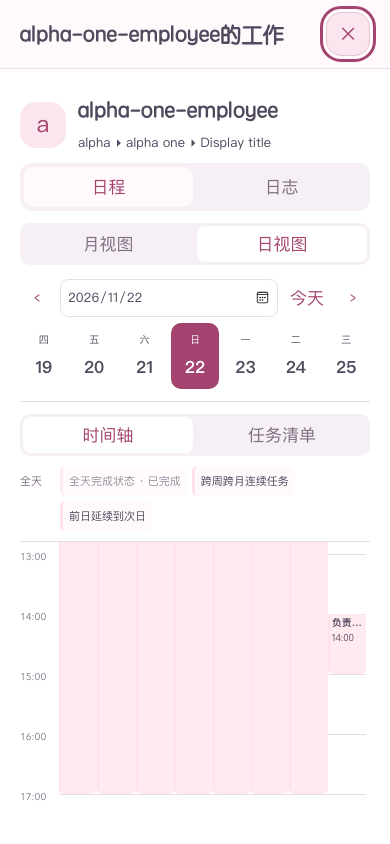 alpha-one-employee的工作
a
alpha-one-employee
alpha ▸ alpha one ▸ Display title
日程 日志
月视图 日视图
2026/11/22 今天
四 五 六 日 一 二 三
19 20 21 22 23 24 25
时间轴 任务清单
全天 全天完成状态 · 已完成 跨周跨月连续任务
前日延续到次日
13:00
14:00
负责…
14:00
15:00
16:00
17:00